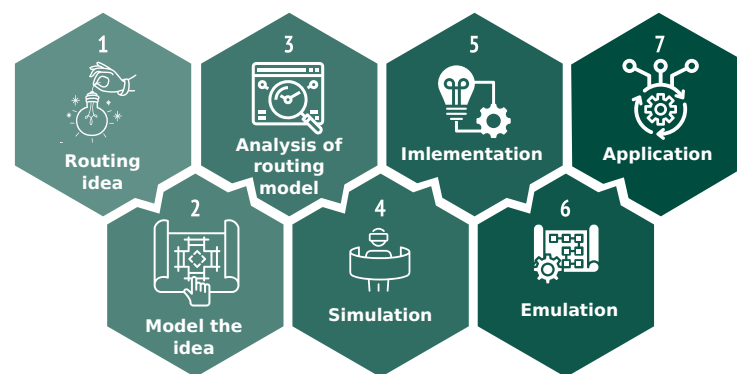 1
Routing
idea
2
Model the
idea
3
Analysis of
routing
model
4
Simulation
5
Imlementation
6
Emulation
7
Application